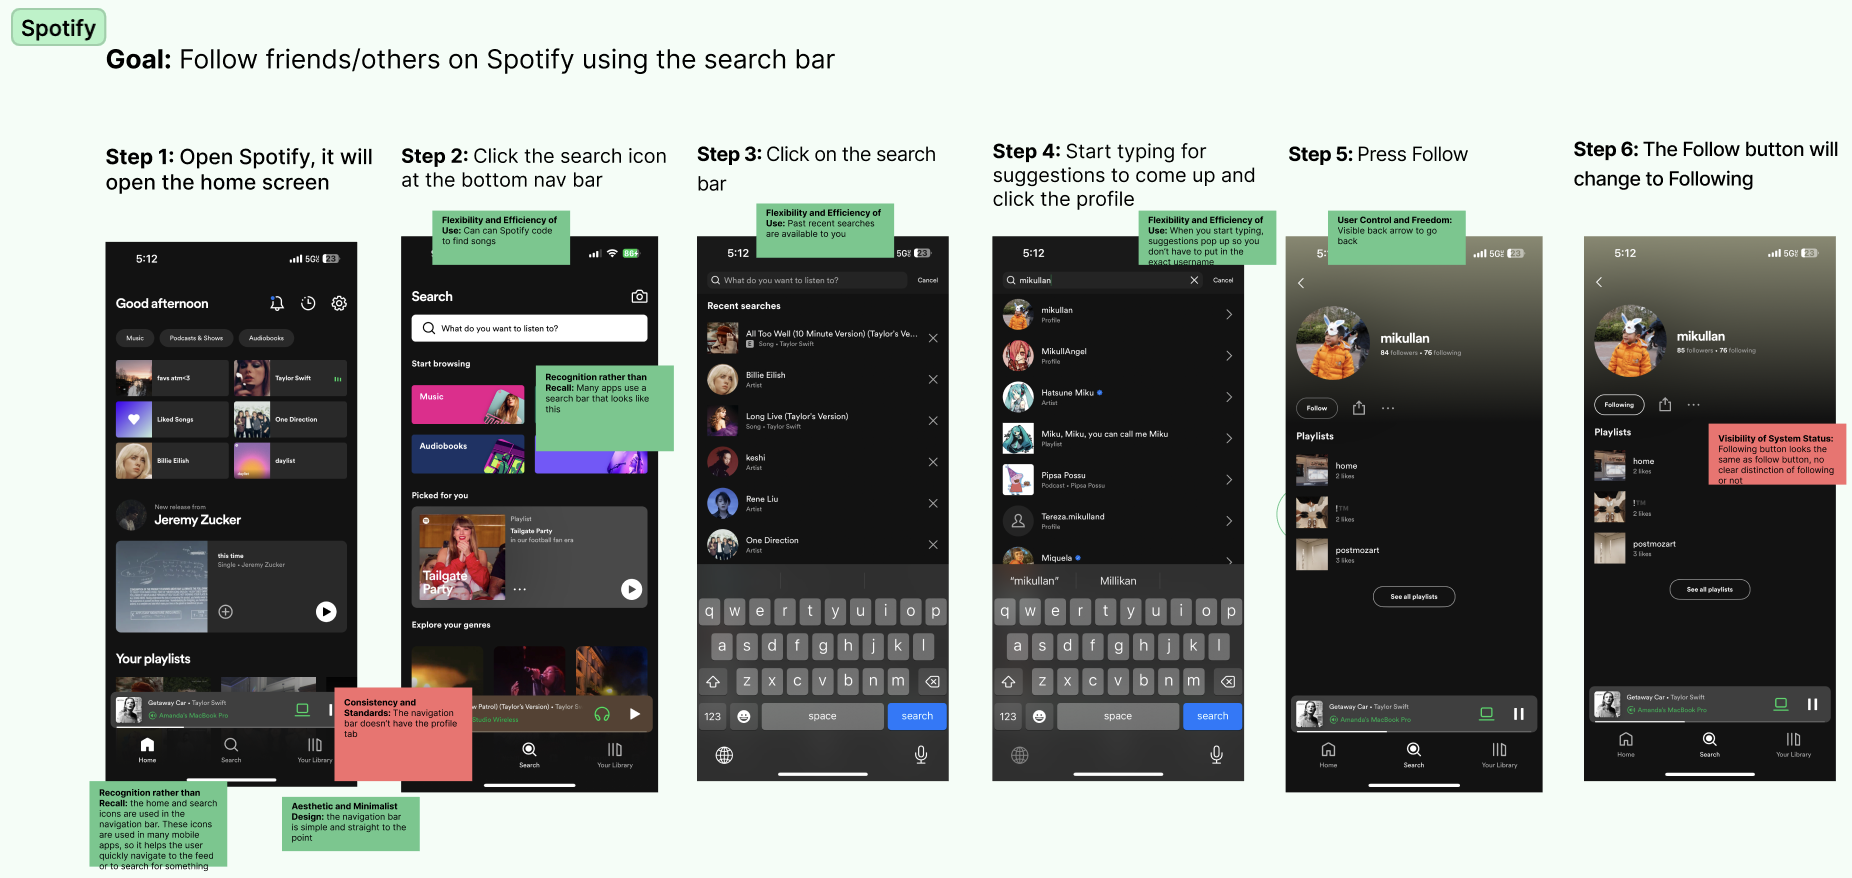 Spotify
Goal: Follow friends/others on Spotify using the search bar
Step 1: Open Spotify, it will
open the home screen
5:12
5G
23
Good afternoon
Music
Podcasts & Shows
Audiobooks
favs atm<3
Taylor Swift
Liked Songs
One Direction
Billie Eilish
daylist
New release from
Jeremy Zucker
this time
Single • Jeremy Zucker
Your playlists
Getaway Car • Taylor Swift
Amanda's MacBook Pro
Home
Search
Your Library
Recognition rather than
Recall: the home and search
icons are used in the
navigation bar. These icons
are used in many mobile
apps, so it helps the user
quickly navigate to the feed
or to search for something
Aesthetic and Minimalist
Design: the navigation bar
is simple and straight to the
point
Consistency and
Standards: The navigation
bar doesn't have the profile
tab
Step 2: Click the search icon
at the bottom nav bar
Flexibility and Efficiency of
Use: Can can Spotify code
to find songs
86
Search
What do you want to listen to?
Start browsing
Music
Audiobooks
Recognition rather than
Recall: Many apps use a
search bar that looks like
this
Picked for you
Playlist
Tailgate Party
in our football fan era
Tailgate
Party
Explore your genres
Patrol) (Taylor's Version) • Taylor S
Studio Wireless
Search
Your Library
Step 3: Click on the search
bar
Flexibility and Efficiency of
Use: Past recent searches
are available to you
5:12
5G
23
What do you want to listen to?
Cancel
Recent searches
All Too Well (10 Minute Version) (Taylor's Ve...
E Song • Taylor Swift
Billie Eilish
Artist
Long Live (Taylor's Version)
Song • Taylor Swift
keshi
Artist
Rene Liu
Artist
One Direction
Artist
q w e r t y u i o p
a s d f g h j k l
z x c v b n m
123
space
search
Step 4: Start typing for
suggestions to come up and
click the profile
Flexibility and Efficiency of
Use: When you start typing,
suggestions pop up so you
don't have to put in the
exact username
5:12
mikullan
Cancel
mikullan
Profile
MikullAngel
Profile
Hatsune Miku
Artist
Miku, Miku, you can call me Miku
Playlist
Pipsa Possu
Podcast • Pipsa Possu
Tereza.mikulland
Profile
Miquela
"mikullan"
Millikan
q w e r t y u i o p
a s d f g h j k l
z x c v b n m
123
space
search
Step 5: Press Follow
User Control and Freedom:
Visible back arrow to go
back
5:
5G
23
mikullan
84 followers • 76 following
Follow
Playlists
home
2 likes
!TM
2 likes
postmozart
3 likes
See all playlists
Getaway Car • Taylor Swift
Amanda's MacBook Pro
Home
Search
Your Library
Step 6: The Follow button will
change to Following
5:12
5G
23
mikullan
85 followers • 76 following
Following
Playlists
Visibility of System Status:
Following button looks the
same as follow button, no
clear distinction of following
or not
home
2 likes
!TM
2 likes
postmozart
3 likes
See all playlists
Getaway Car • Taylor Swift
Amanda's MacBook Pro
Home
Search
Your Library